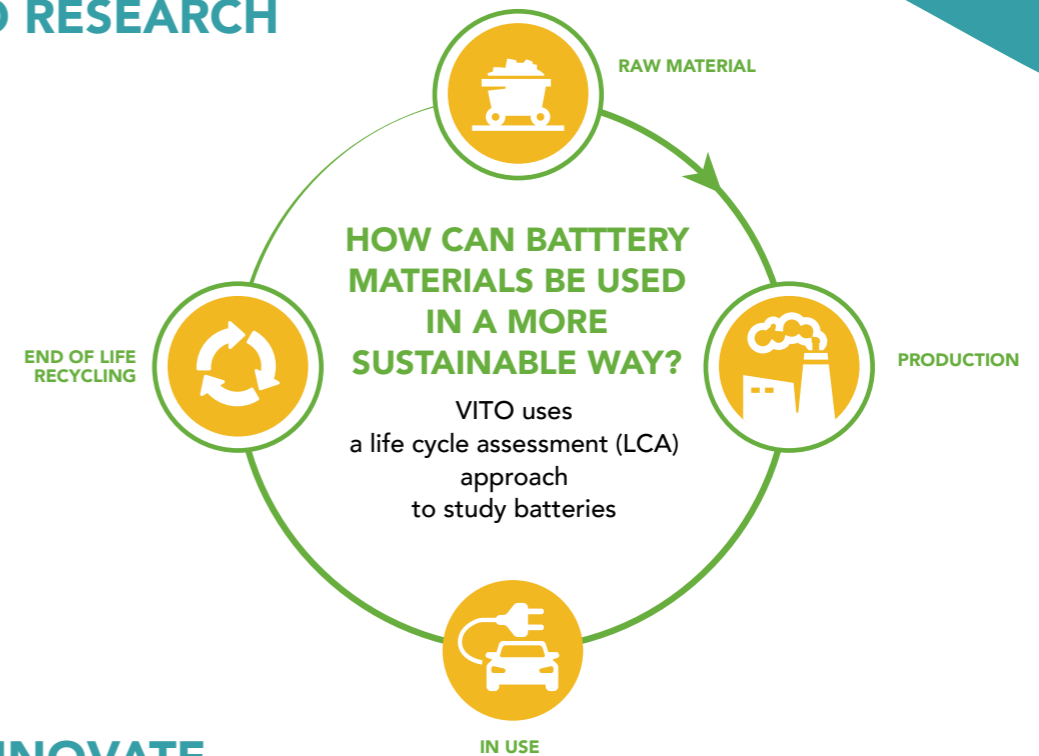 RESEARCH
RAW MATERIAL
HOW CAN BATTTERY
MATERIALS BE USED
IN A MORE
SUSTAINABLE WAY?
VITO uses
a life cycle assessment (LCA)
approach
to study batteries
END OF LIFE
RECYCLING
PRODUCTION
IN USE